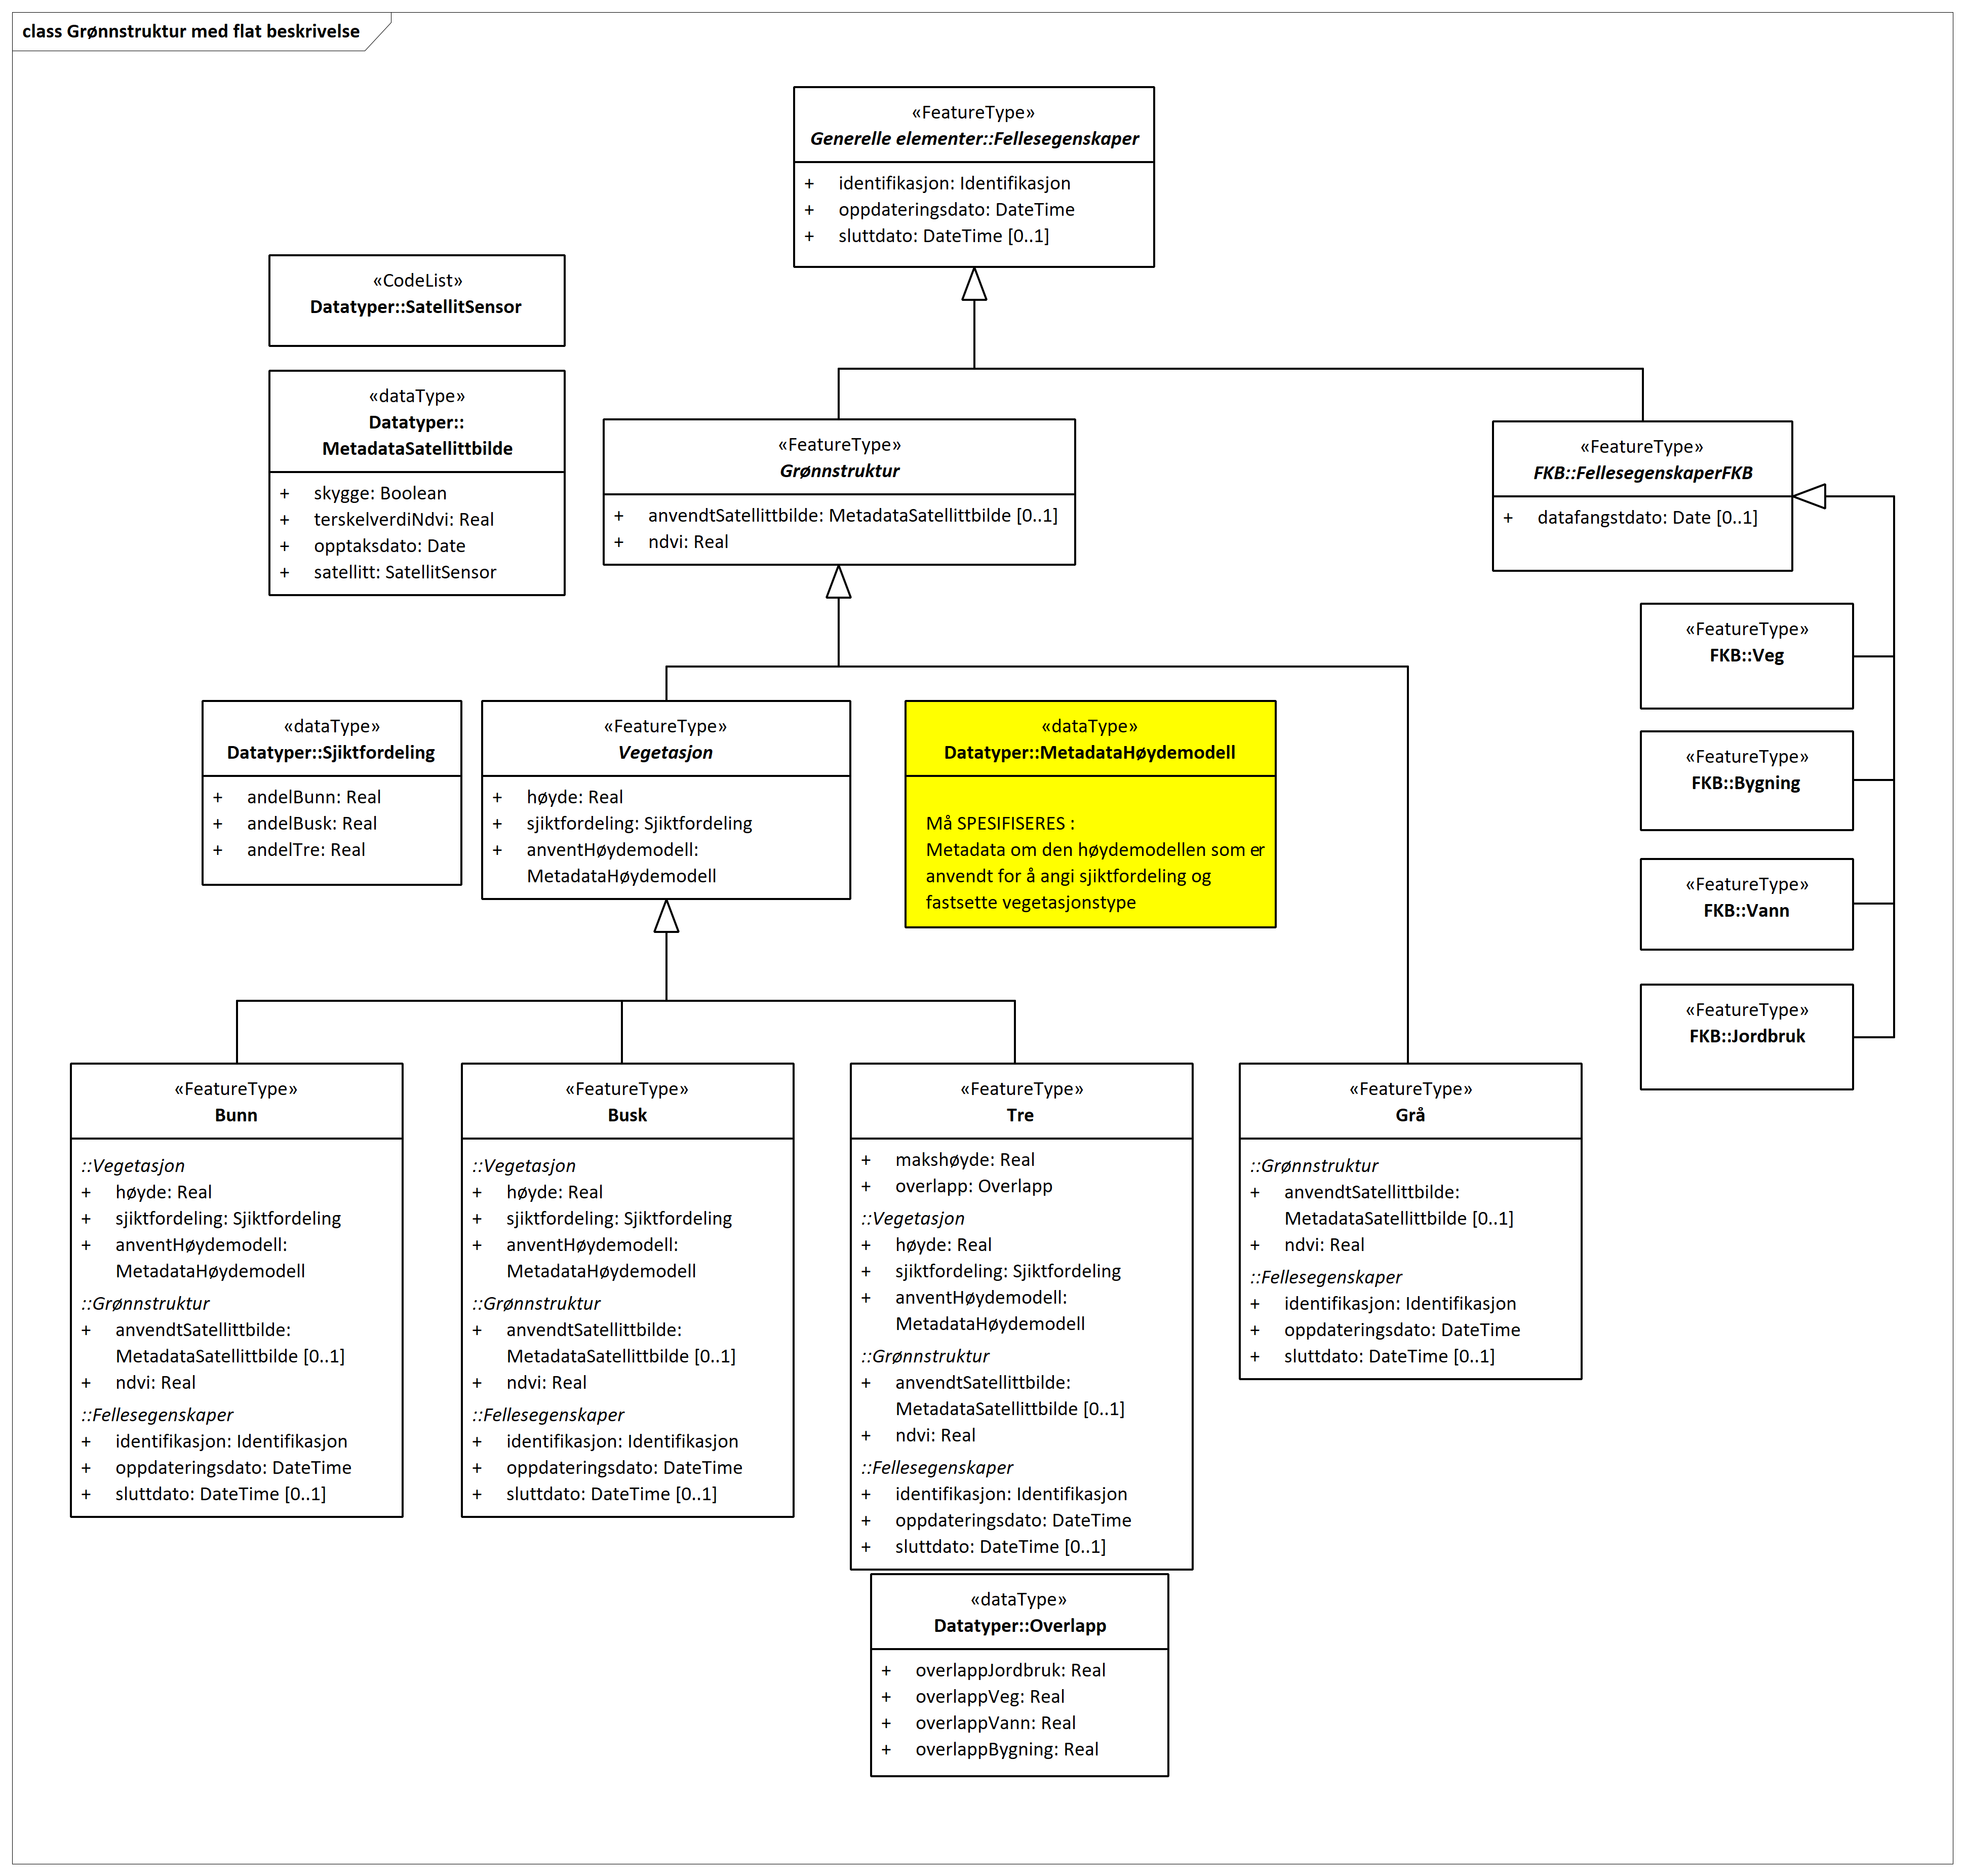 class Grønnstruktur med flat beskrivelse
«FeatureType»
Generelle elementer::Fellesegenskaper
+ identifikasjon: Identifikasjon
+ oppdateringsdato: DateTime
+ sluttdato: DateTime [0..1]
«CodeList»
Datatyper::SatellitSensor
«dataType»
Datatyper::
MetadataSatellittbilde
+ skygge: Boolean
+ terskelverdiNdvi: Real
+ opptaksdato: Date
+ satellitt: SatellitSensor
«FeatureType»
Grønnstruktur
+ anvendtSatellittbilde: MetadataSatellittbilde [0..1]
+ ndvi: Real
«FeatureType»
FKB::FellesegenskaperFKB
+ datafangstdato: Date [0..1]
«FeatureType»
FKB::Veg
«FeatureType»
FKB::Bygning
«FeatureType»
FKB::Vann
«FeatureType»
FKB::Jordbruk
«dataType»
Datatyper::Sjiktfordeling
+ andelBunn: Real
+ andelBusk: Real
+ andelTre: Real
«FeatureType»
Vegetasjon
+ høyde: Real
+ sjiktfordeling: Sjiktfordeling
+ anventHøydemodell:
MetadataHøydemodell
«dataType»
Datatyper::MetadataHøydemodell
Må SPESIFISERES :
Metadata om den høydemodellen som er
anvendt for å angi sjiktfordeling og
fastsette vegetasjonstype
«FeatureType»
Bunn
::Vegetasjon
+ høyde: Real
+ sjiktfordeling: Sjiktfordeling
+ anventHøydemodell:
MetadataHøydemodell
::Grønnstruktur
+ anvendtSatellittbilde:
MetadataSatellittbilde [0..1]
+ ndvi: Real
::Fellesegenskaper
+ identifikasjon: Identifikasjon
+ oppdateringsdato: DateTime
+ sluttdato: DateTime [0..1]
«FeatureType»
Busk
::Vegetasjon
+ høyde: Real
+ sjiktfordeling: Sjiktfordeling
+ anventHøydemodell:
MetadataHøydemodell
::Grønnstruktur
+ anvendtSatellittbilde:
MetadataSatellittbilde [0..1]
+ ndvi: Real
::Fellesegenskaper
+ identifikasjon: Identifikasjon
+ oppdateringsdato: DateTime
+ sluttdato: DateTime [0..1]
«FeatureType»
Tre
+ makshøyde: Real
+ overlapp: Overlapp
::Vegetasjon
+ høyde: Real
+ sjiktfordeling: Sjiktfordeling
+ anventHøydemodell:
MetadataHøydemodell
::Grønnstruktur
+ anvendtSatellittbilde:
MetadataSatellittbilde [0..1]
+ ndvi: Real
::Fellesegenskaper
+ identifikasjon: Identifikasjon
+ oppdateringsdato: DateTime
+ sluttdato: DateTime [0..1]
«FeatureType»
Grå
::Grønnstruktur
+ anvendtSatellittbilde:
MetadataSatellittbilde [0..1]
+ ndvi: Real
::Fellesegenskaper
+ identifikasjon: Identifikasjon
+ oppdateringsdato: DateTime
+ sluttdato: DateTime [0..1]
«dataType»
Datatyper::Overlapp
+ overlappJordbruk: Real
+ overlappVeg: Real
+ overlappVann: Real
+ overlappBygning: Real